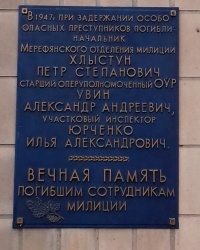 В 1947г. ПРИ ЗАДЕРЖАНИИ ОСОБО
ОПАСНЫХ ПРЕСТУПНИКОВ ПОГИБЛИ
НАЧАЛЬНИК
МЕРЕФЯНСКОГО ОТДЕЛЕНИЯ МИЛИЦИИ
ХЛЫСТУН
ПЕТР СТЕПАНОВИЧ
СТАРШИЙ ОПЕРУПОЛНОМОЧЕННЫЙ ОУР
УВИН
АЛЕКСАНДР АНДРЕЕВИЧ,
УЧАСТКОВЫЙ ИНСПЕКТОР
ЮРЧЕНКО
ИЛЬЯ АЛЕКСАНДРОВИЧ.
ВЕЧНАЯ ПАМЯТЬ
ПОГИБШИМ СОТРУДНИКАМ
МИЛИЦИИ